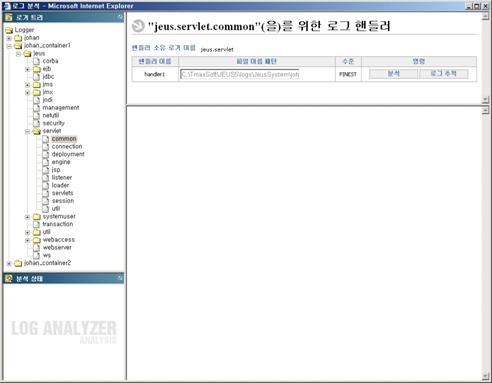 로그 분석 - Microsoft Internet Explorer
로거 트리
Logger
johan
johan_container1
jeus
corba
ejb
jdbc
jms
jmx
jndi
management
netutil
security
servlet
common
connection
deployment
engine
jsp
listener
loader
servlets
session
util
systemuser
transaction
util
webaccess
webserver
ws
johan_container2
분석 상태
LOG ANALYZER
ANALYSIS
"jeus.servlet.common"(을)를 위한 로그 핸들러
핸들러 소유 로거 이름 jeus.servlet
핸들러 이름 파일 이름 패턴 수준 명령
handler1 C:\TmaxSoft\JEUS5\logs\JeusSystem\joh FINEST 분석 로그 추적